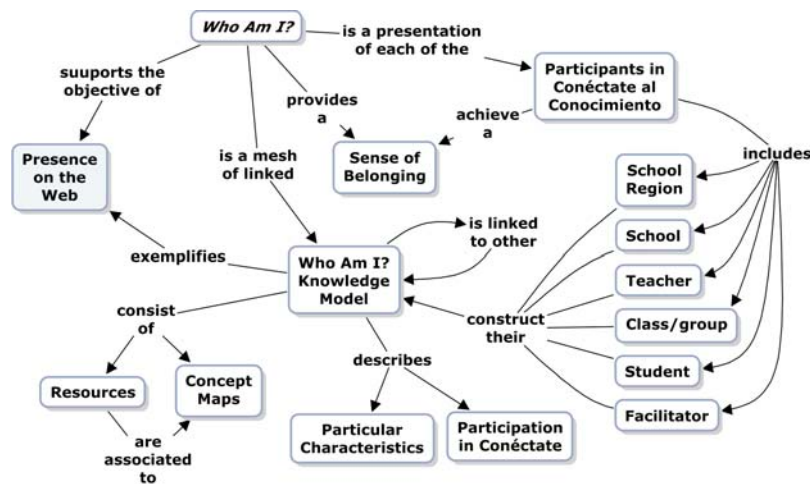 Who Am I?
is a presentation
of each of the
suuports the
objective of
provides
a
achieve
a
Participants in
Conéctate al
Conocimiento
Presence
on the
Web
is a mesh
of linked
Sense of
Belonging
includes
School
Region
School
Teacher
Class/group
Student
Facilitator
is linked
to other
exemplifies
Who Am I?
Knowledge
Model
construct
their
consist
of
describes
Resources
Concept
Maps
are
associated
to
Particular
Characteristics
Participation
in Conéctate